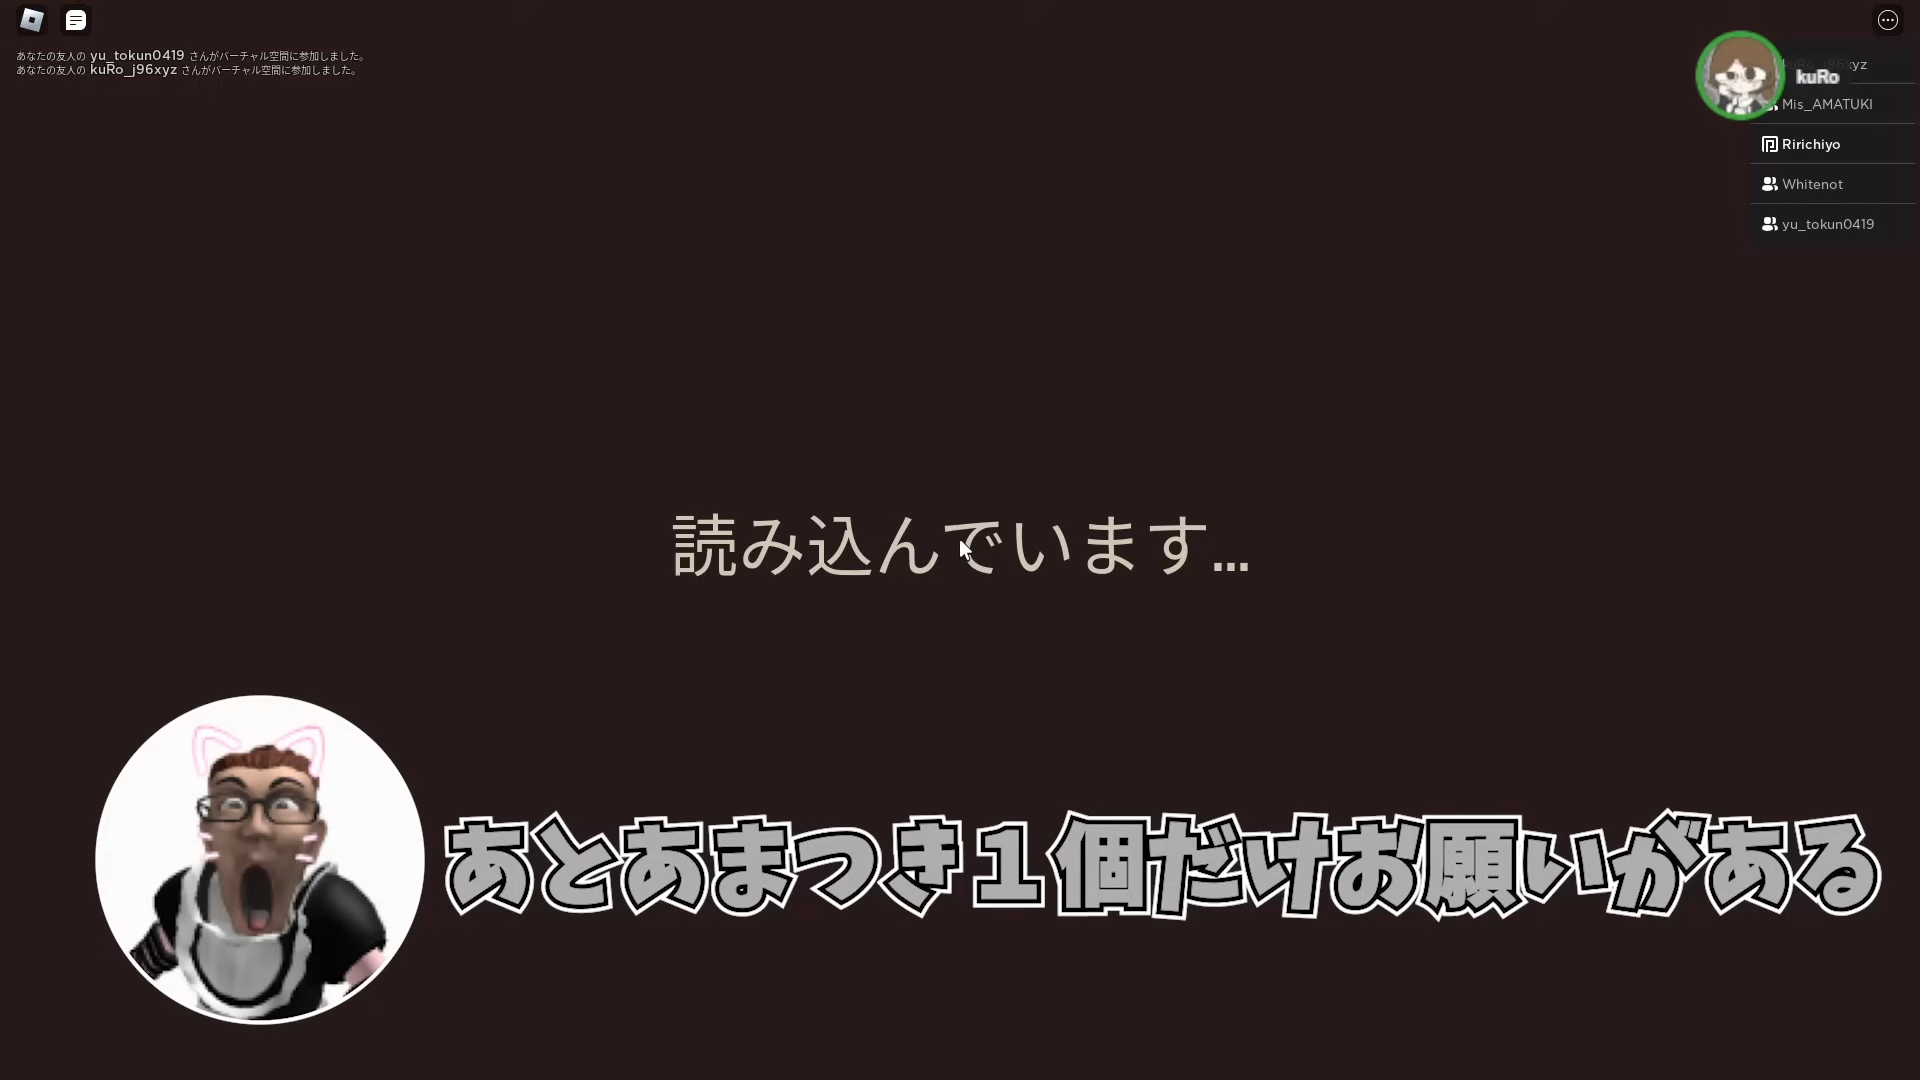 あなたの友人の yu_tokun0419 さんがバーチャル空間に参加しました。
あなたの友人の kuRo_j96xyz さんがバーチャル空間に参加しました。
kuRo
Mis_AMATUKI
Ririchiyo
Whitenot
yu_tokun0419
読み込んでいます...
あとあまつき1個だけお願いがある